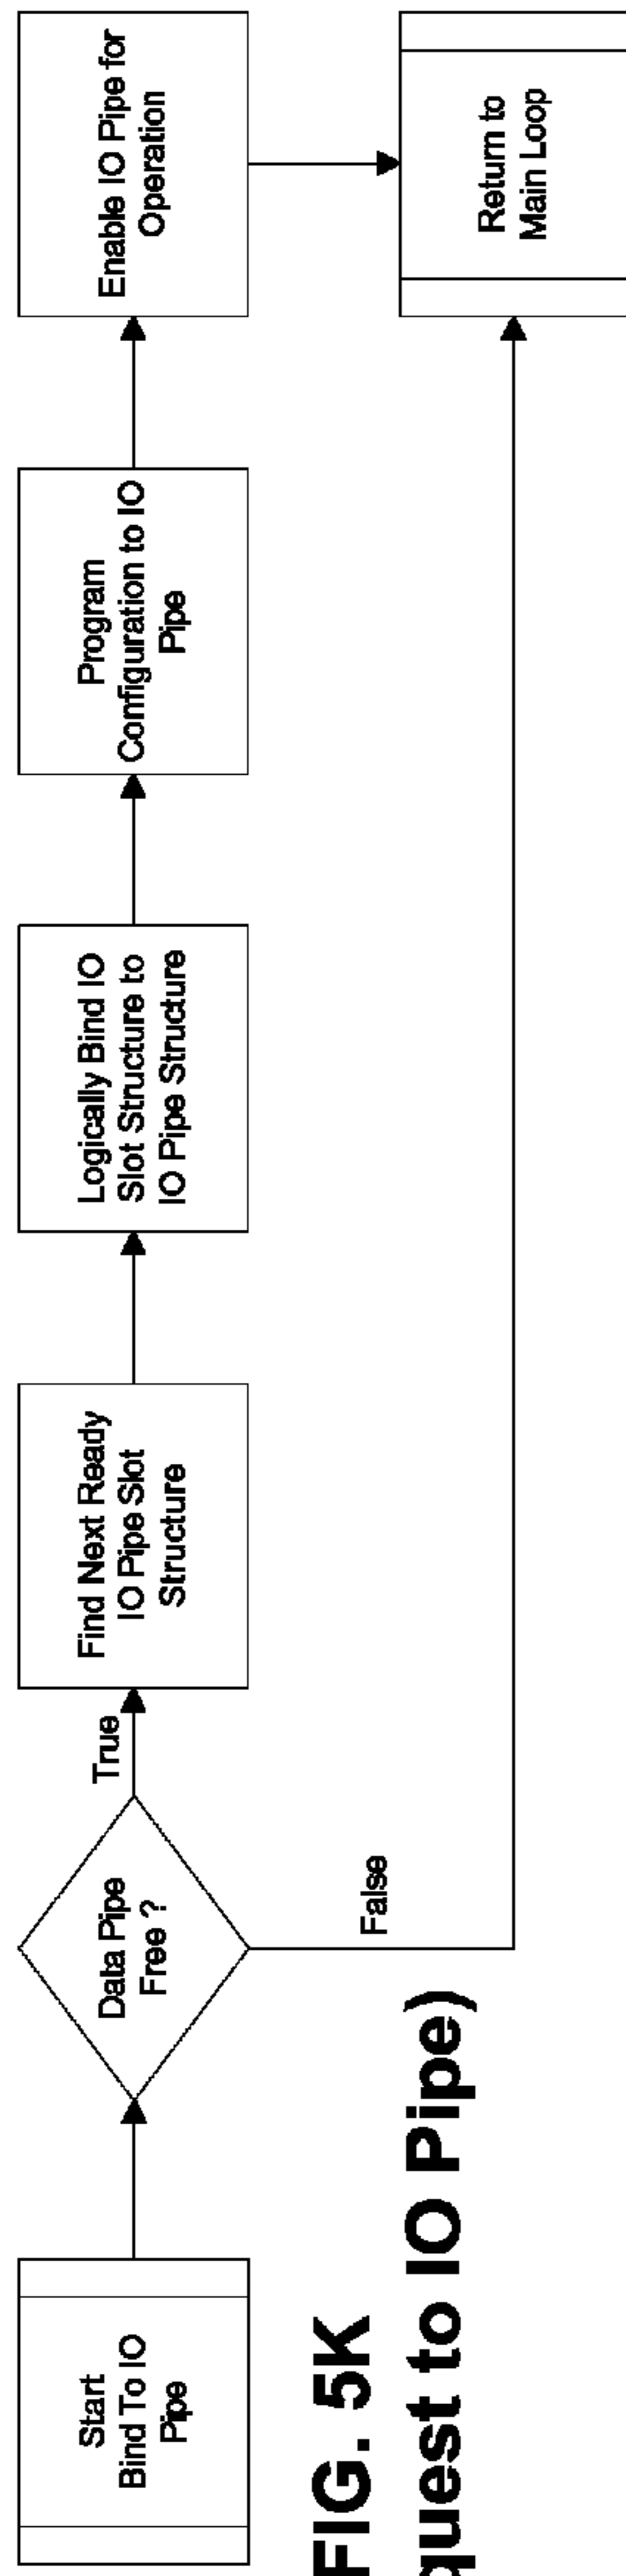 Start
Bind To IO
Pipe
Data Pipe
Free ?
True
False
Find Next Ready
IO Pipe Slot
Structure
Logically Bind IO
Slot Structure to
IO Pipe Structure
Program
Configuration to IO
Pipe
Enable IO Pipe for
Operation
Return to
Main Loop
FIG. 5K
to IO Pipe)